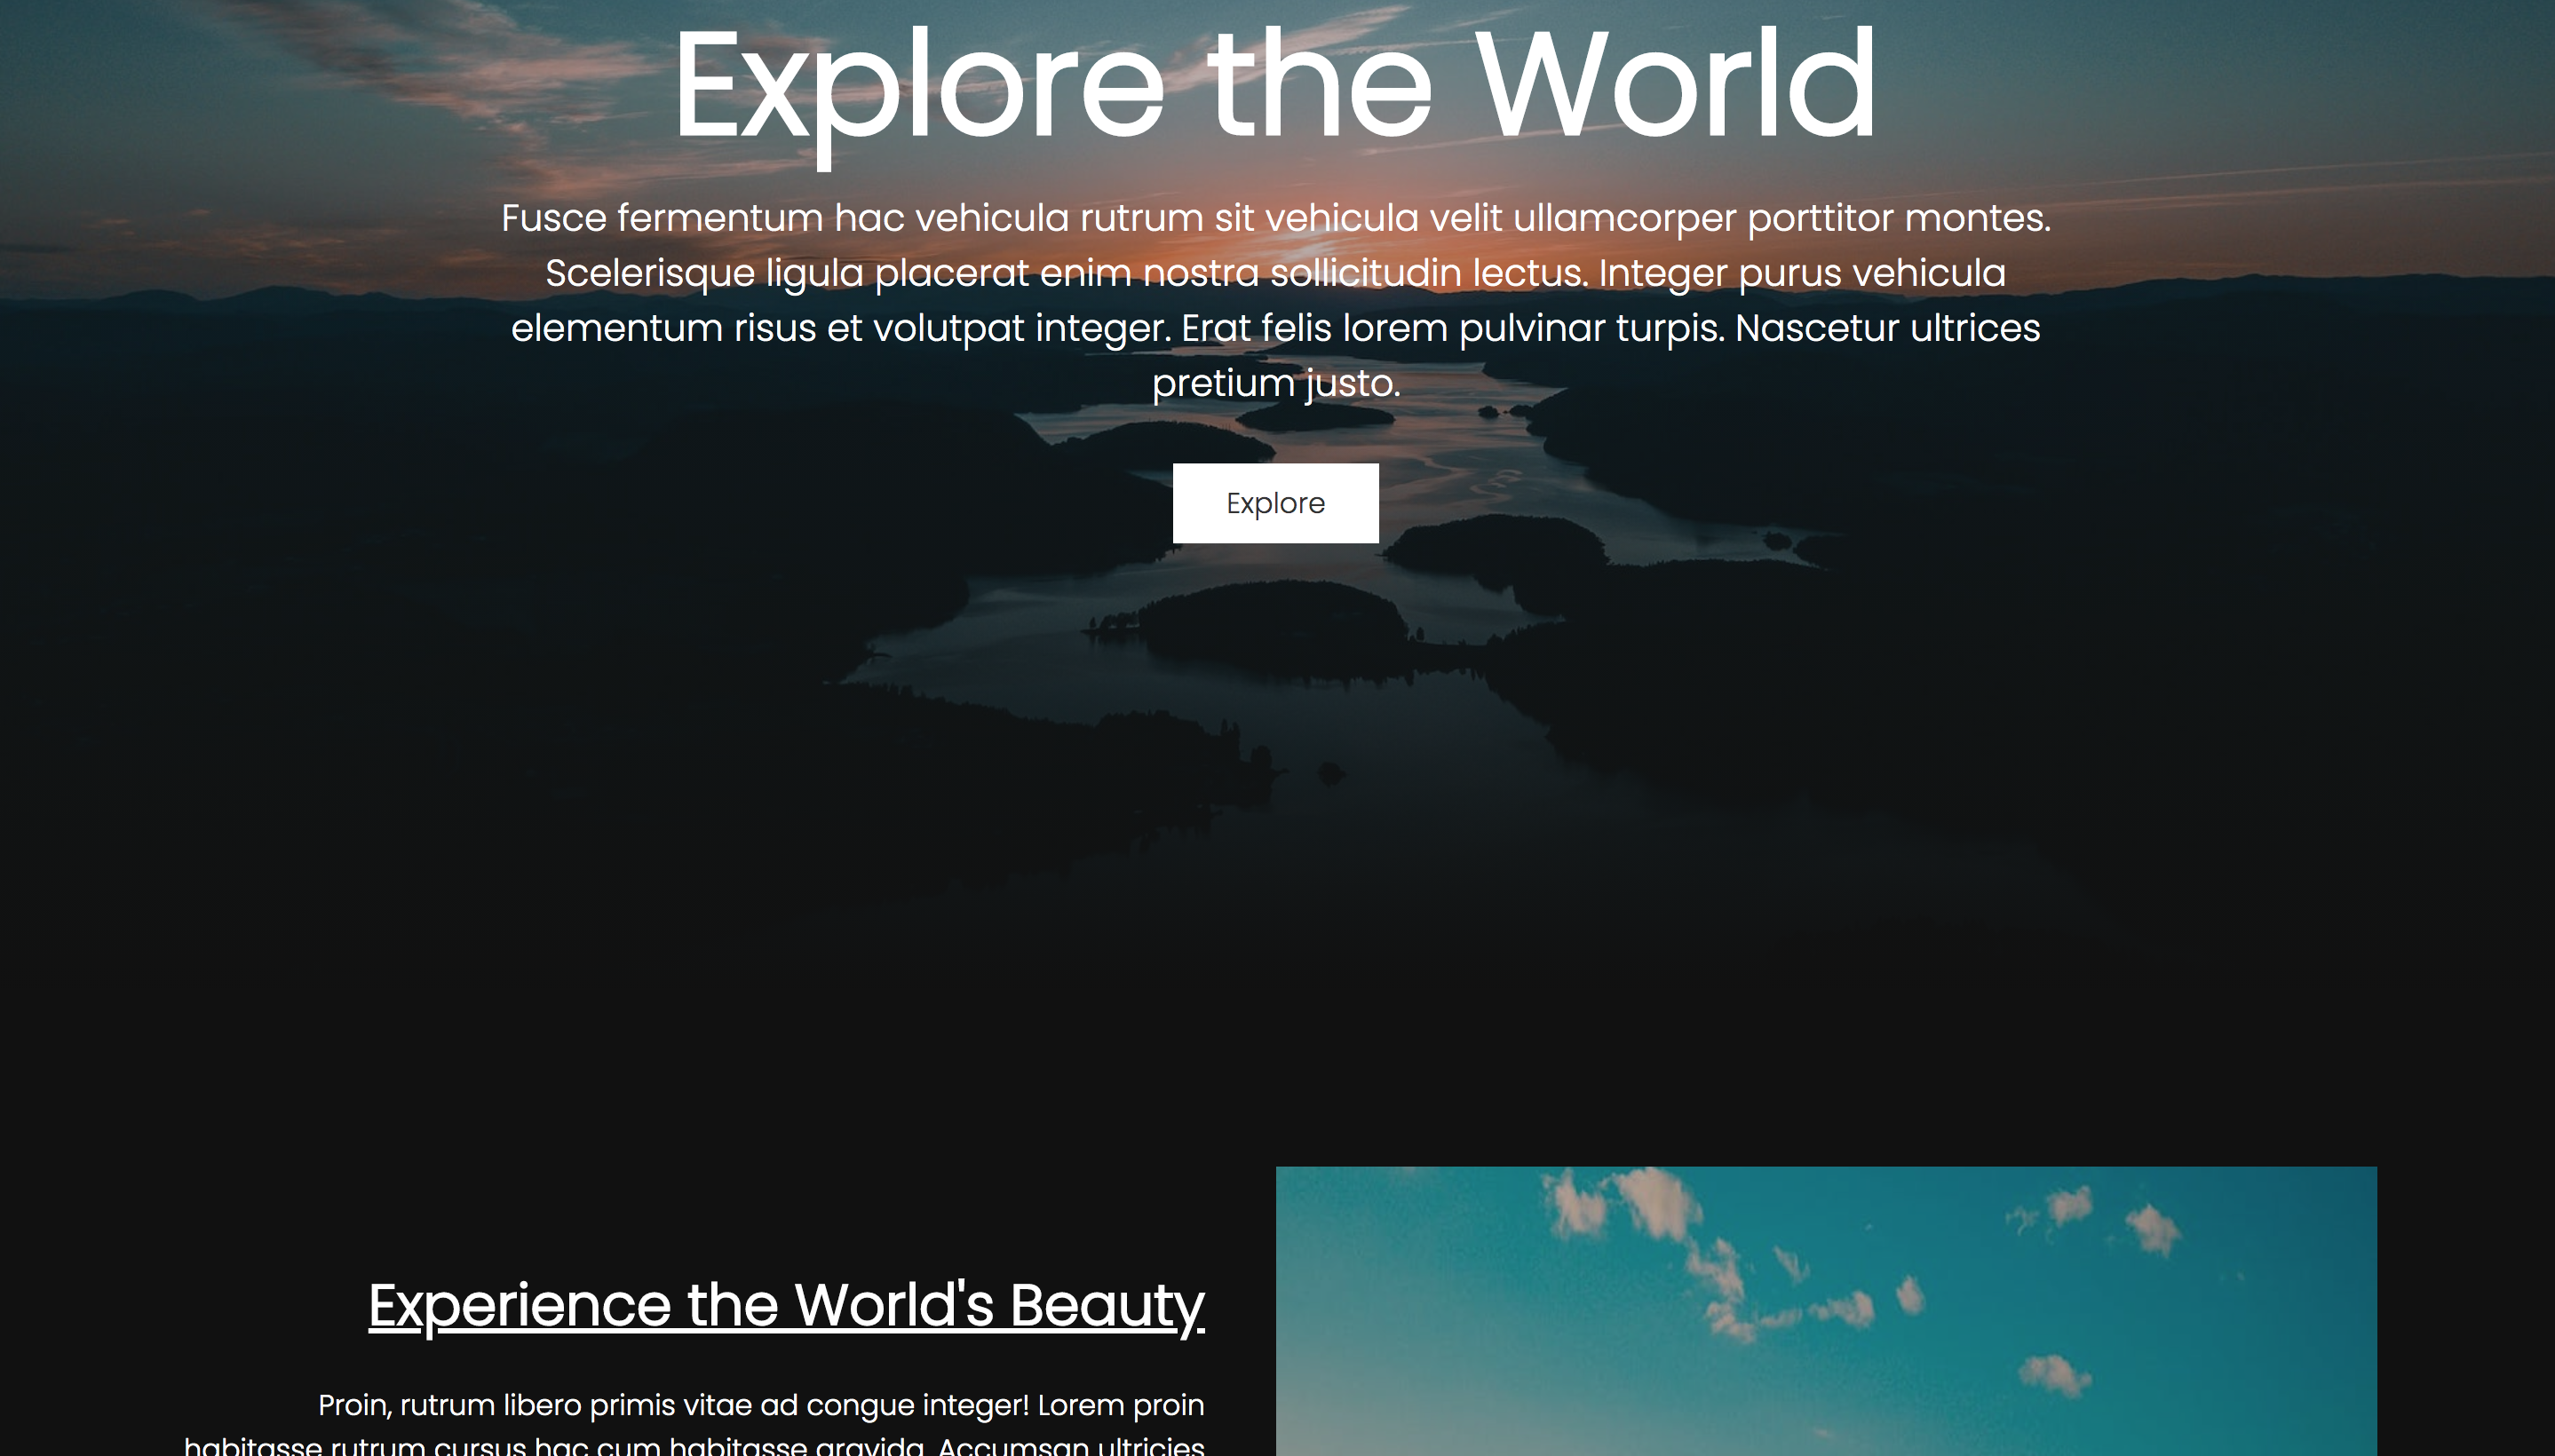 Explore the World
Fusce fermentum hac vehicula rutrum sit vehicula velit ullamcorper porttitor montes.
Scelerisque ligula placerat enim nostra sollicitudin lectus. Integer purus vehicula
elementum risus et volutpat integer. Erat felis lorem pulvinar turpis. Nascetur ultrices
pretium justo.
Explore
Experience the World's Beauty
Proin, rutrum libero primis vitae ad congue integer! Lorem proin
habitasse rutrum cursus hac cum habitasse gravida. Accumsan ultricies